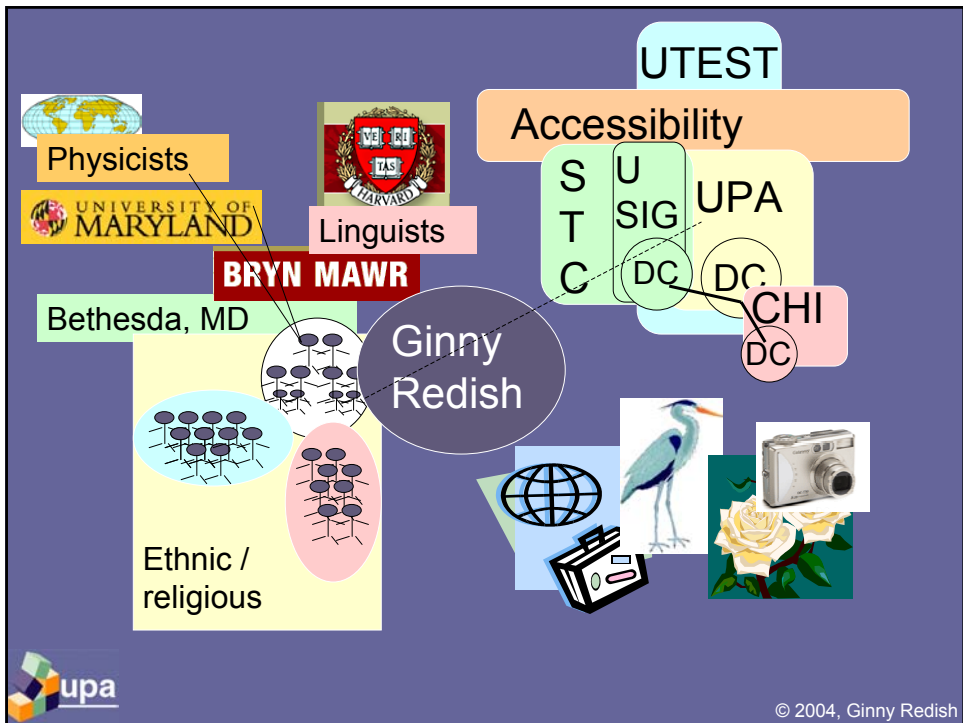 UTEST
Accessibility
Physicists
UNIVERSITY OF
MARYLAND
VE RI
TAS
HARVARD
Linguists
BRYN MAWR
Bethesda, MD
S
T
C
U
SIG
UPA
DC
DC
CHI
DC
Ginny
Redish
Ethnic /
religious
upa
© 2004, Ginny Redish